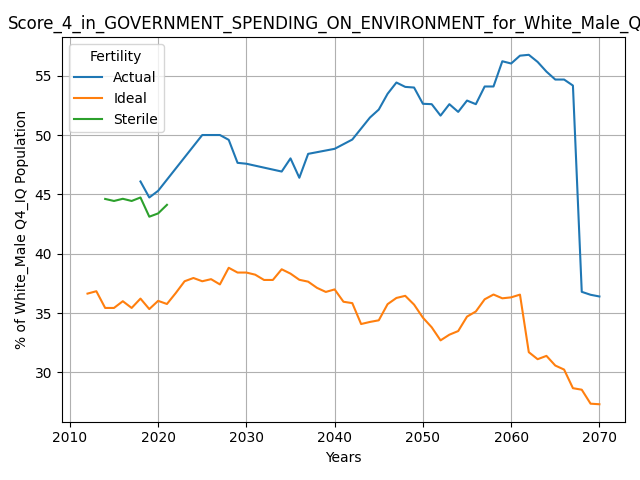 Score_4_in_GOVERNMENT_SPENDING_ON_ENVIRONMENT_for_White_Male_Q
Fertility
Actual
Ideal
Sterile
% of White_Male Q4_IQ Population
55
50
45
40
35
30
2010 2020 2030 2040 2050 2060 2070
Years